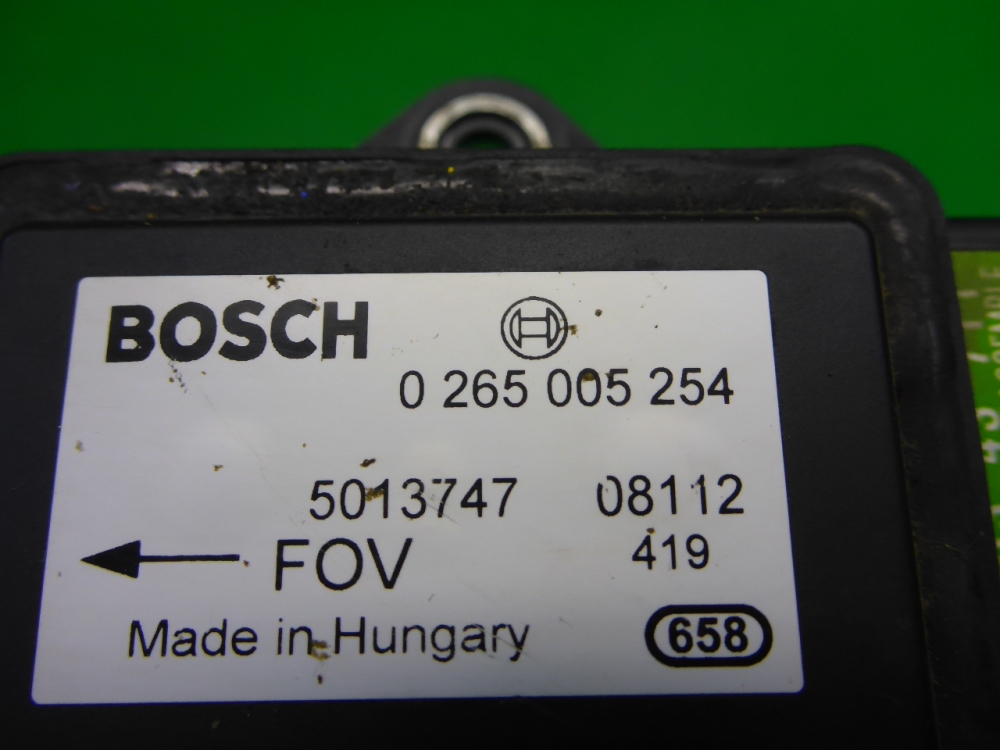 BOSCH
0 265 005 254
5013747 08112
FOV 419
Made in Hungary 658